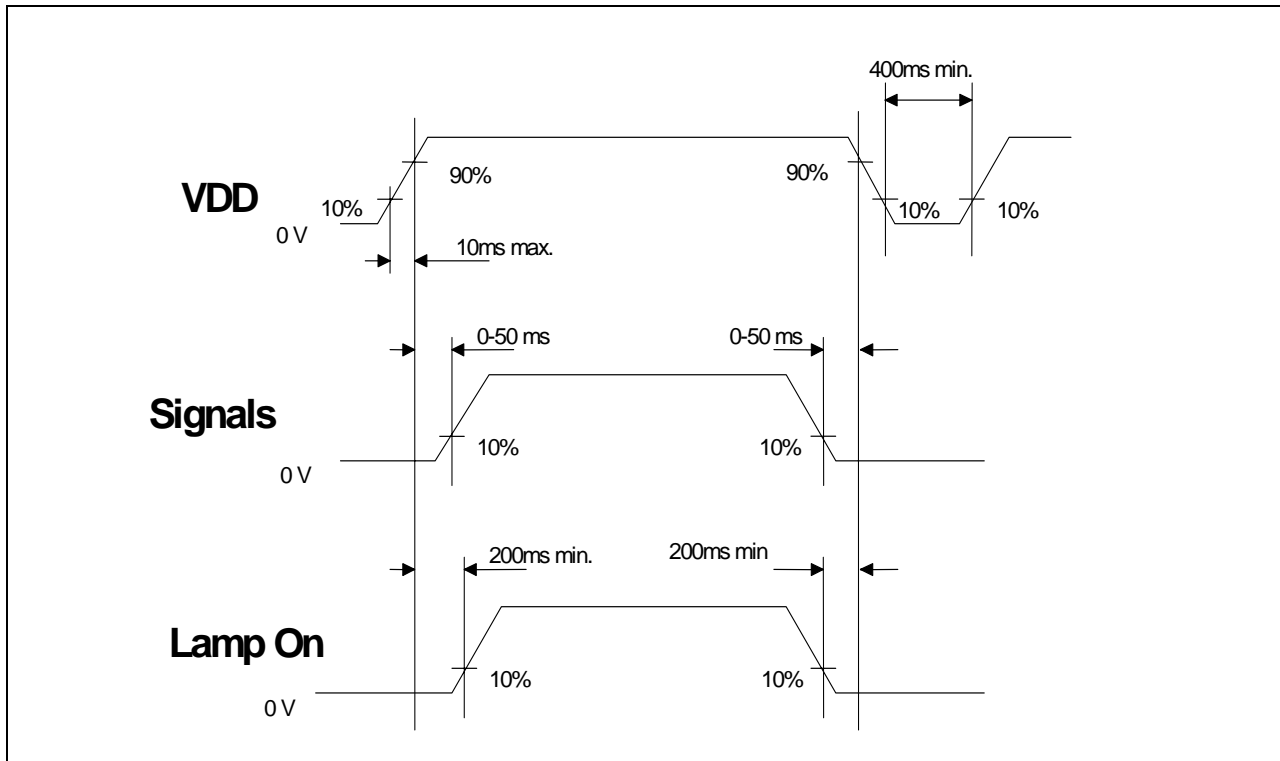 400ms min.
90%
90%
VDD
10%
10%
10%
0 V
10ms max.
0-50 ms
0-50 ms
Signals
10%
10%
0 V
200ms min.
200ms min
Lamp On
10%
10%
0 V